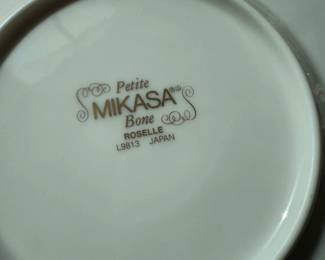 Petite
MIKASA
Bone
ROSELLE
L9813 JAPAN